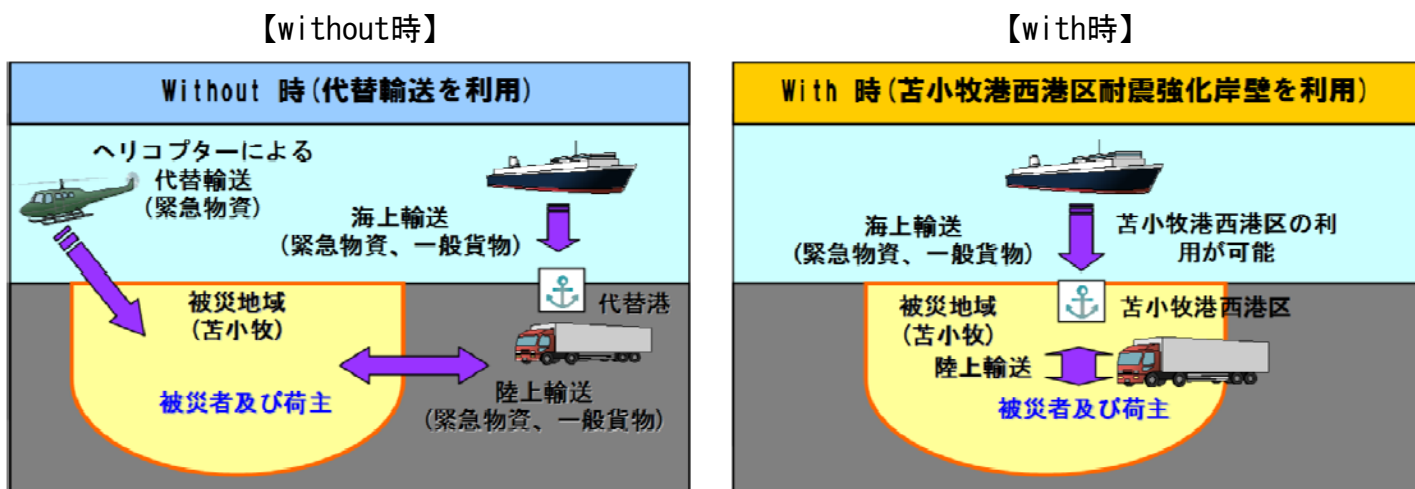 【without時】
Without 時(代替輸送を利用)
ヘリコプターによる
代替輸送
(緊急物資)
海上輸送
(緊急物資、一般貨物)
代替港
被災地域
(苫小牧)
被災者及び荷主
陸上輸送
(緊急物資、一般貨物)
【with時】
With 時(苫小牧港西港区耐震強化岸壁を利用)
海上輸送
(緊急物資、一般貨物)
苫小牧港西港区の利
用が可能
被災地域
(苫小牧)
苫小牧港西港区
陸上輸送
被災者及び荷主